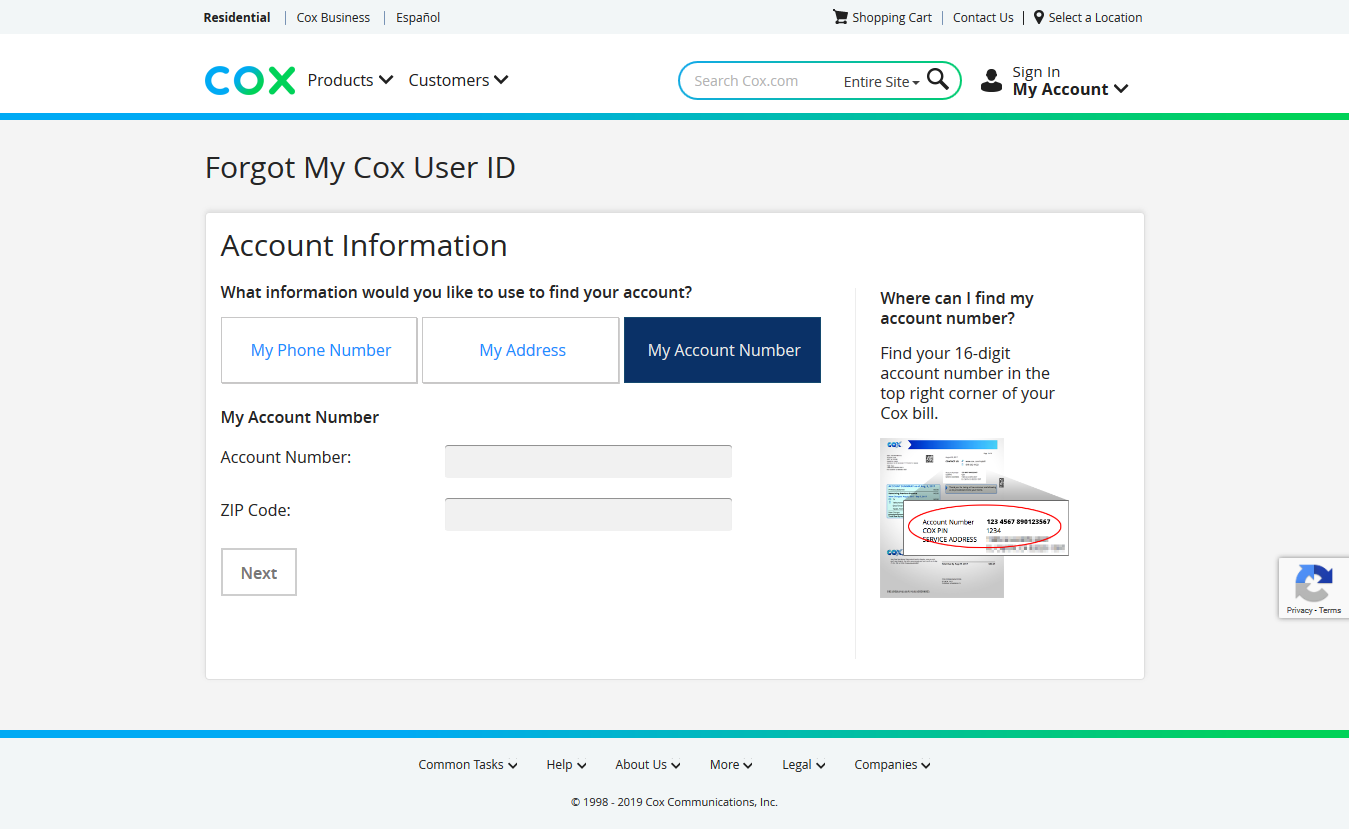 Residential
Cox Business
Español
Shopping Cart
Contact Us
Select a Location
COX
Products
Customers
Search Cox.com
Entire Site
Sign In
My Account
Forgot My Cox User ID
Account Information
What information would you like to use to find your account?
My Phone Number
My Address
My Account Number
My Account Number
Account Number:
ZIP Code:
Next
Where can I find my
account number?
Find your 16-digit
account number in the
top right corner of your
Cox bill.
COX
Account Number 123 4567 890123567
COX PIN 1234
SERVICE ADDRESS
COX
Privacy - Terms
Common Tasks
Help
About Us
More
Legal
Companies
© 1998 - 2019 Cox Communications, Inc.